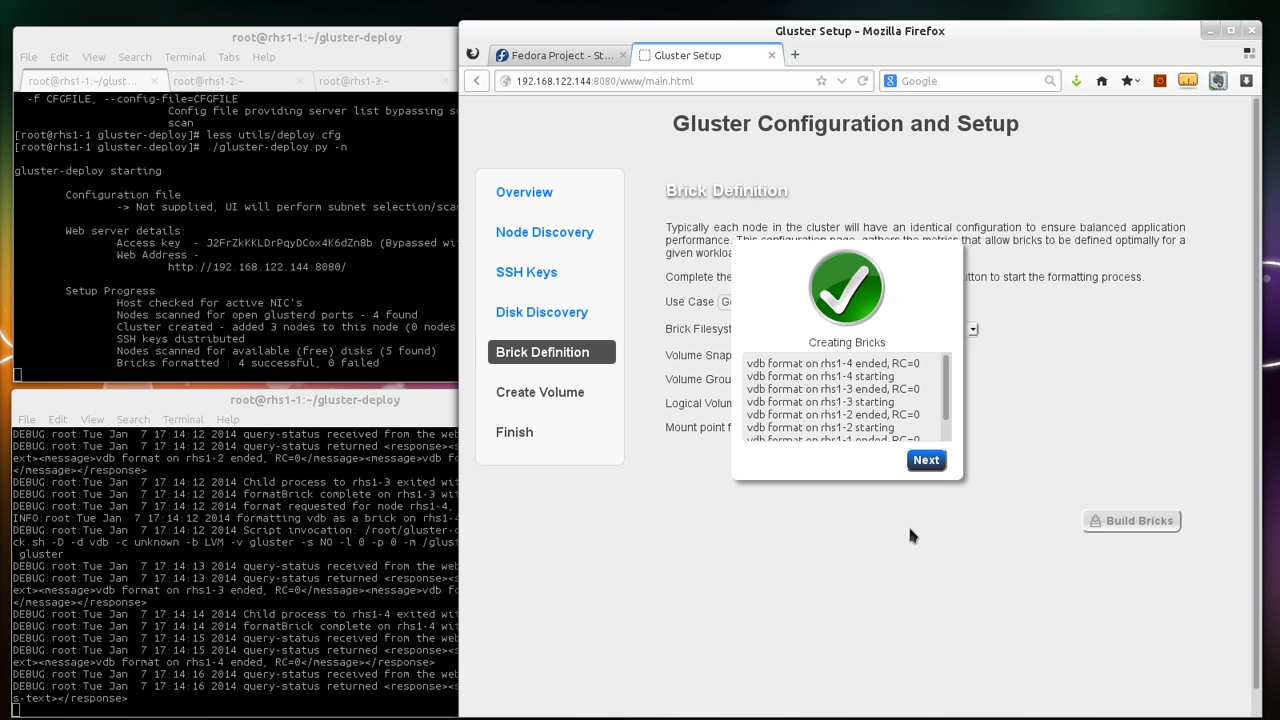 root@rhs1-1:~/gluster-deploy
File Edit View Search Terminal Tabs Help
root@rhs1-1:~/glust... × root@rhs1-2:~ × root@rhs1-3:~ ×
-f CFGFILE, --config-file=CFGFILE
Config file providing server list bypassing
scan
[root@rhs1-1 gluster-deploy]# less utils/deploy.cfg
[root@rhs1-1 gluster-deploy]# ./gluster-deploy.py -n
gluster-deploy starting
Configuration file
-> Not supplied, UI will perform subnet selection/
Web server details:
Access key - J2FrZkKKLDrPqyDCox4K6dZn8b (Bypassed
Web Address -
http://192.168.122.144:8080/
Setup Progress
Host checked for active NIC's
Nodes scanned for open glusterd ports - 4 found
Cluster created - added 3 nodes to this node (0 nodes
SSH keys distributed
Nodes scanned for available (free) disks (5 found)
Bricks formatted : 4 successful, 0 failed
root@rhs1-1:~/gluster-deploy
File Edit View Search Terminal Help
DEBUG:root:Tue Jan 7 17:14:12 2014 query-status received from the
DEBUG:root:Tue Jan 7 17:14:12 2014 query-status returned <response><s
ext><message>vdb format on rhs1-2 ended, RC=0</message><message>vdb f
</message></response>
DEBUG:root:Tue Jan 7 17:14:12 2014 Child process to rhs1-3 exited
DEBUG:root:Tue Jan 7 17:14:12 2014 formatBrick complete on rhs1-3
DEBUG:root:Tue Jan 7 17:14:12 2014 format requested for node rhs1-4,
INFO:root:Tue Jan 7 17:14:12 2014 formatting vdb as a brick on rhs1-
DEBUG:root:Tue Jan 7 17:14:12 2014 Script invocation: /root/gluster-
ck.sh -D -d vdb -c unknown -b LVM -v gluster -s NO -l 0 -p 0 -m /glus
gluster
DEBUG:root:Tue Jan 7 17:14:13 2014 query-status received from the
DEBUG:root:Tue Jan 7 17:14:13 2014 query-status returned <response><s
ext><message>vdb format on rhs1-3 ended, RC=0</message><message>vdb f
</message></response>
DEBUG:root:Tue Jan 7 17:14:14 2014 Child process to rhs1-4 exited
DEBUG:root:Tue Jan 7 17:14:14 2014 formatBrick complete on rhs1-4
DEBUG:root:Tue Jan 7 17:14:15 2014 query-status received from the
DEBUG:root:Tue Jan 7 17:14:15 2014 query-status returned <response><s
ext><message>vdb format on rhs1-4 ended, RC=0</message></response>
DEBUG:root:Tue Jan 7 17:14:16 2014 query-status received from the
DEBUG:root:Tue Jan 7 17:14:16 2014 query-status returned <response><s
s-text></response>
Gluster Setup - Mozilla Firefox
Fedora Project - St... × Gluster Setup × +
192.168.122.144:8080/www/main.html
Google
Gluster Configuration and Setup
Overview
Node Discovery
SSH Keys
Disk Discovery
Brick Definition
Create Volume
Finish
Brick Definition
Typically each node in the cluster will have an identical configuration to ensure balanced application
performance. This configuration page, gathers the metrics that allow bricks to be defined optimally for a
given
Complete the button to start the formatting process.
Use Case
Brick
Volume
Volume
Logical
Mount point
Creating Bricks
vdb format on rhs1-4 ended, RC=0
vdb format on rhs1-4 starting
vdb format on rhs1-3 ended, RC=0
vdb format on rhs1-3 starting
vdb format on rhs1-2 ended, RC=0
vdb format on rhs1-2 starting
vdb format on rhs1-1 ended, RC=0
Next
Build Bricks